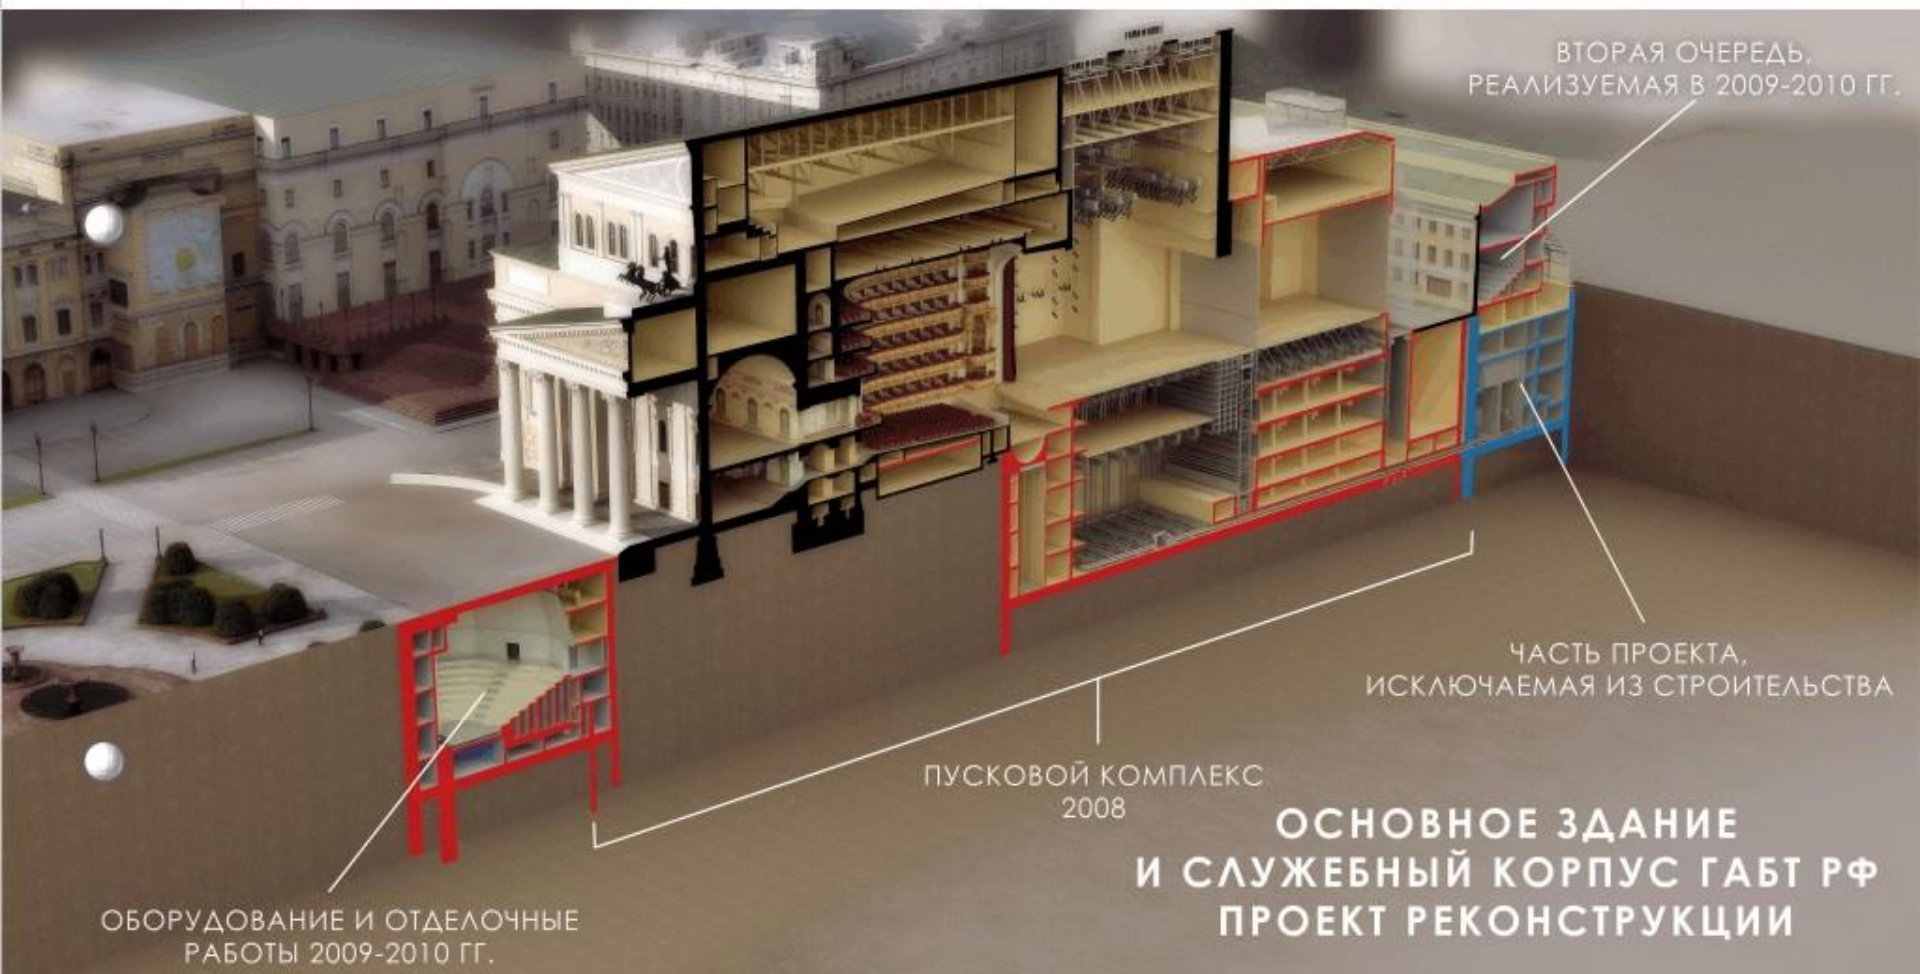 ВТОРАЯ ОЧЕРЕДЬ,
РЕАЛИЗУЕМАЯ В 2009-2010 ГГ.
ЧАСТЬ ПРОЕКТА,
ИСКЛЮЧАЕМАЯ ИЗ СТРОИТЕЛЬСТВА
ПУСКОВОЙ КОМПЛЕКС
2008
ОБОРУДОВАНИЕ И ОТДЕЛОЧНЫЕ
РАБОТЫ 2009-2010 ГГ.
ОСНОВНОЕ ЗДАНИЕ
И СЛУЖЕБНЫЙ КОРПУС ГАБТ РФ
ПРОЕКТ РЕКОНСТРУКЦИИ